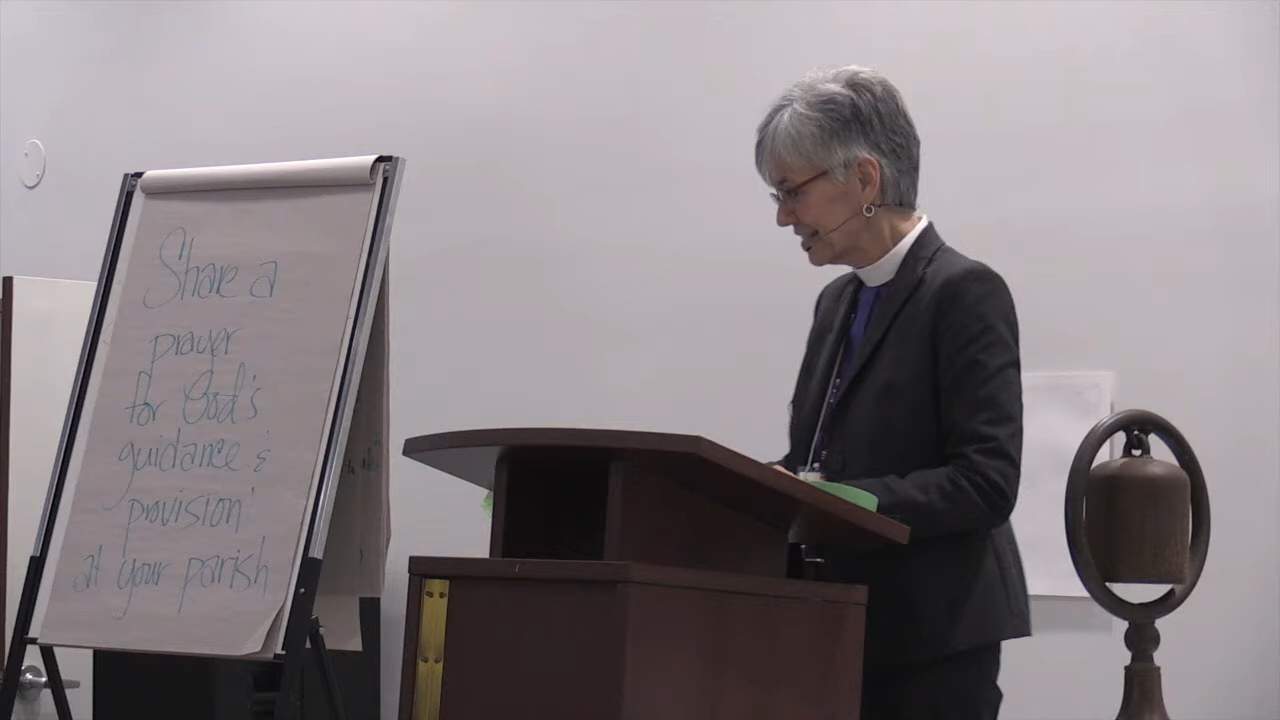 Share a
prayer
for God's
guidance &
provision
at your parish